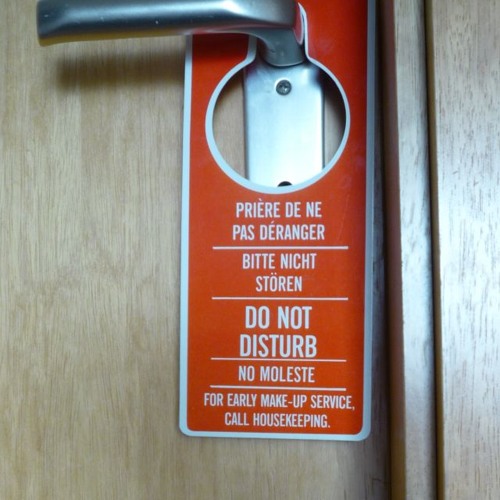 PRIÈRE DE NE
PAS DÉRANGER
BITTE NICHT
STÖREN
DO NOT
DISTURB
NO MOLESTE
FOR EARLY MAKE-UP SERVICE,
CALL HOUSEKEEPING.